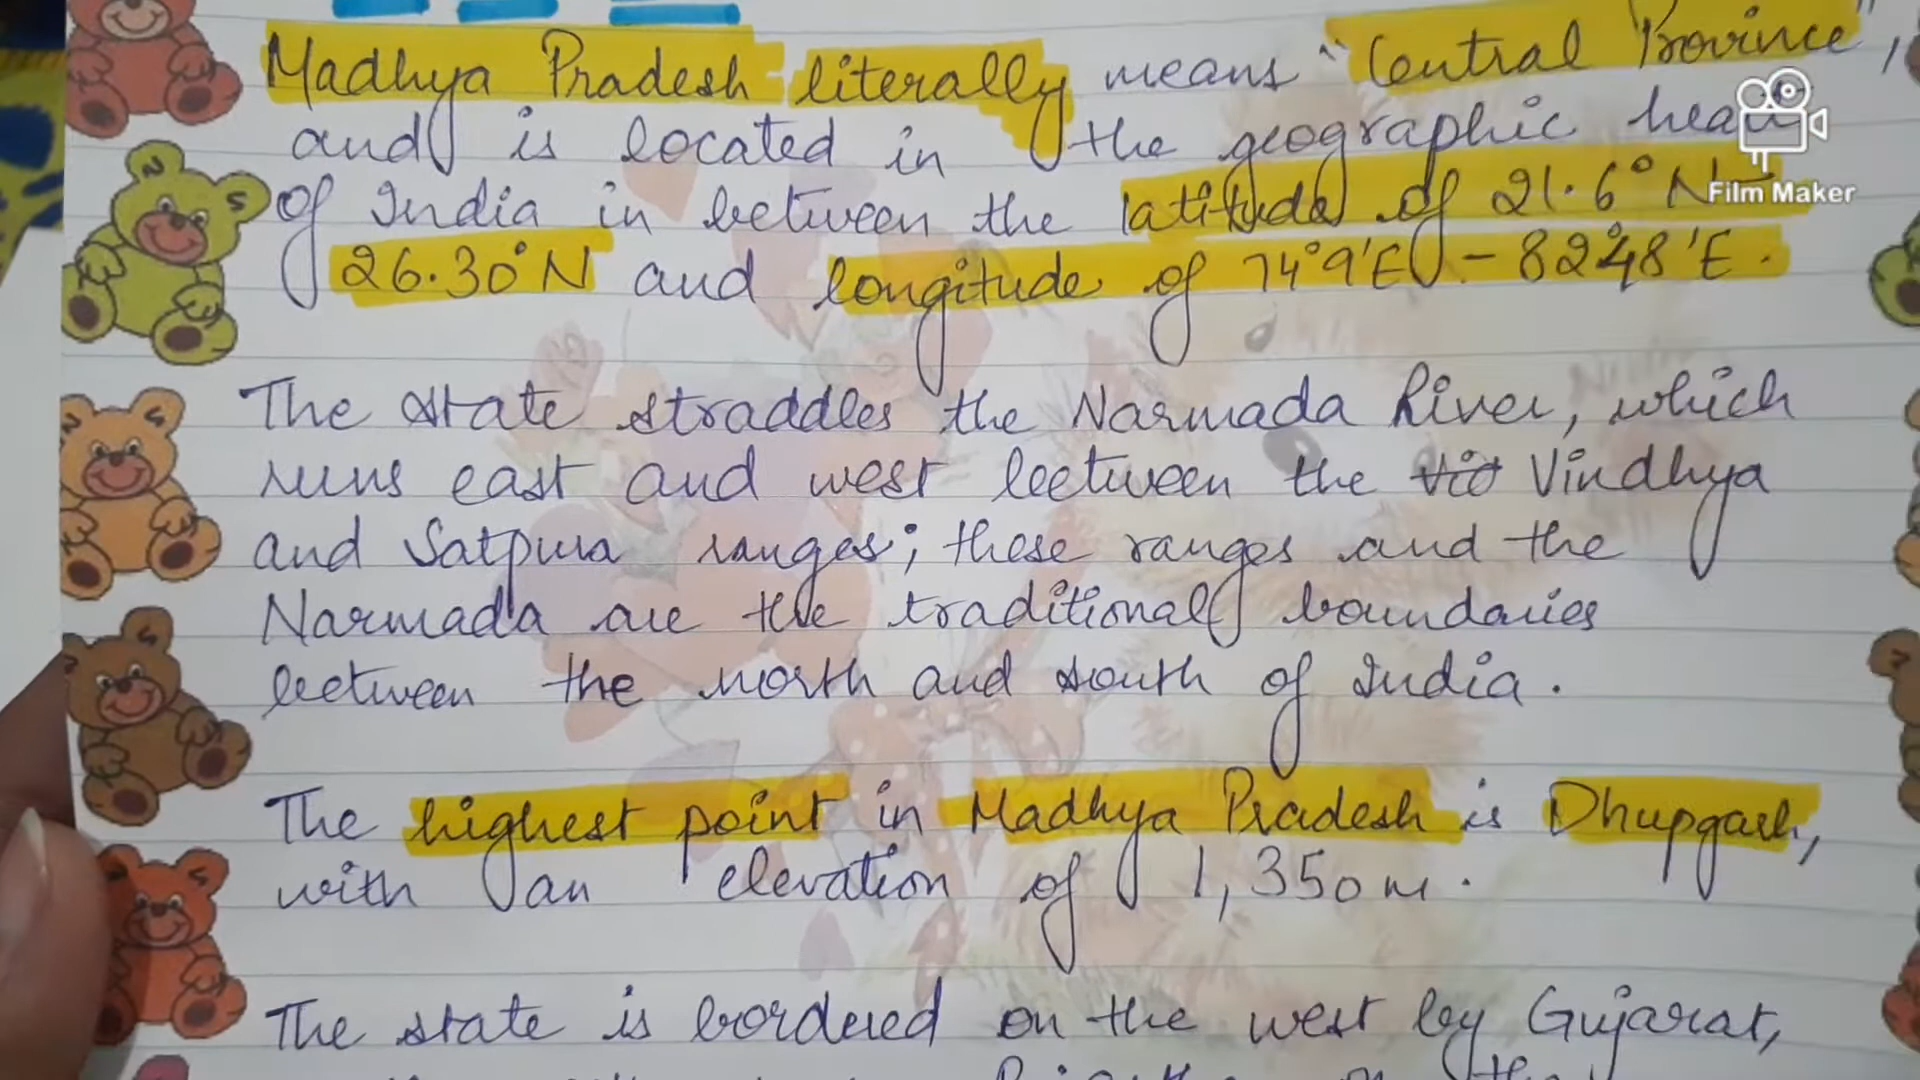 Madhya Pradesh literally means "Central Province",
and is located in the geographic heart
of India in between the latitude of 21.6°N -
26.30°N and longitude of 74°9'E - 82°48'E.
The state straddles the Narmada River, which
runs east and west between the Vindhya
and Satpura ranges; these ranges and the
Narmada are the traditional boundaries
between the north and south of India.
The highest point in Madhya Pradesh is Dhupgarh,
with an elevation of 1,350m.
The state is bordered on the west by Gujarat,
Film Maker